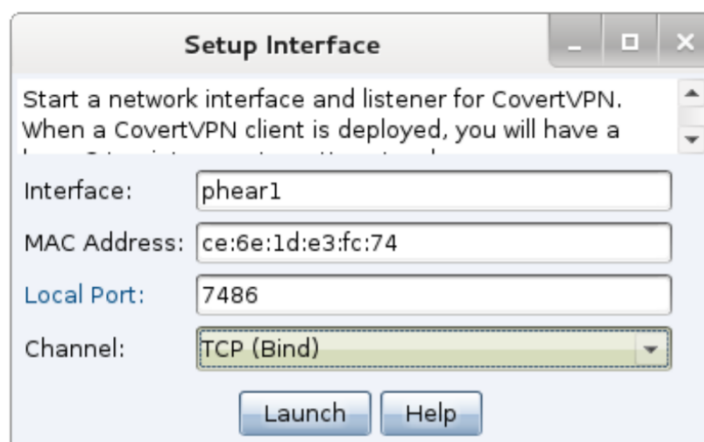 Setup Interface
Start a network interface and listener for CovertVPN.
When a CovertVPN client is deployed, you will have a
Interface: phear1
MAC Address: ce:6e:1d:e3:fc:74
Local Port: 7486
Channel: TCP (Bind)
Launch Help